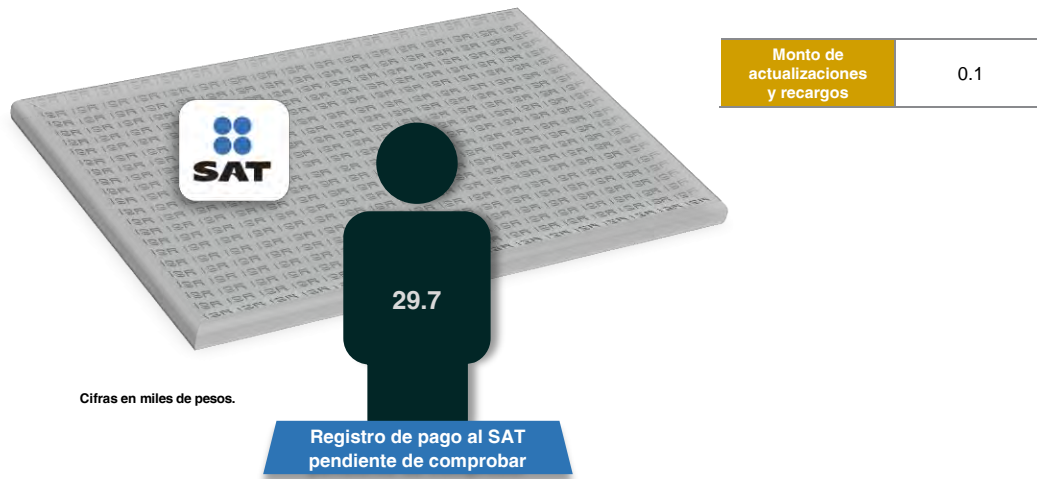 Monto de
actualizaciones
y recargos
0.1
SAT
29.7
Cifras en miles de pesos.
Registro de pago al SAT
pendiente de comprobar